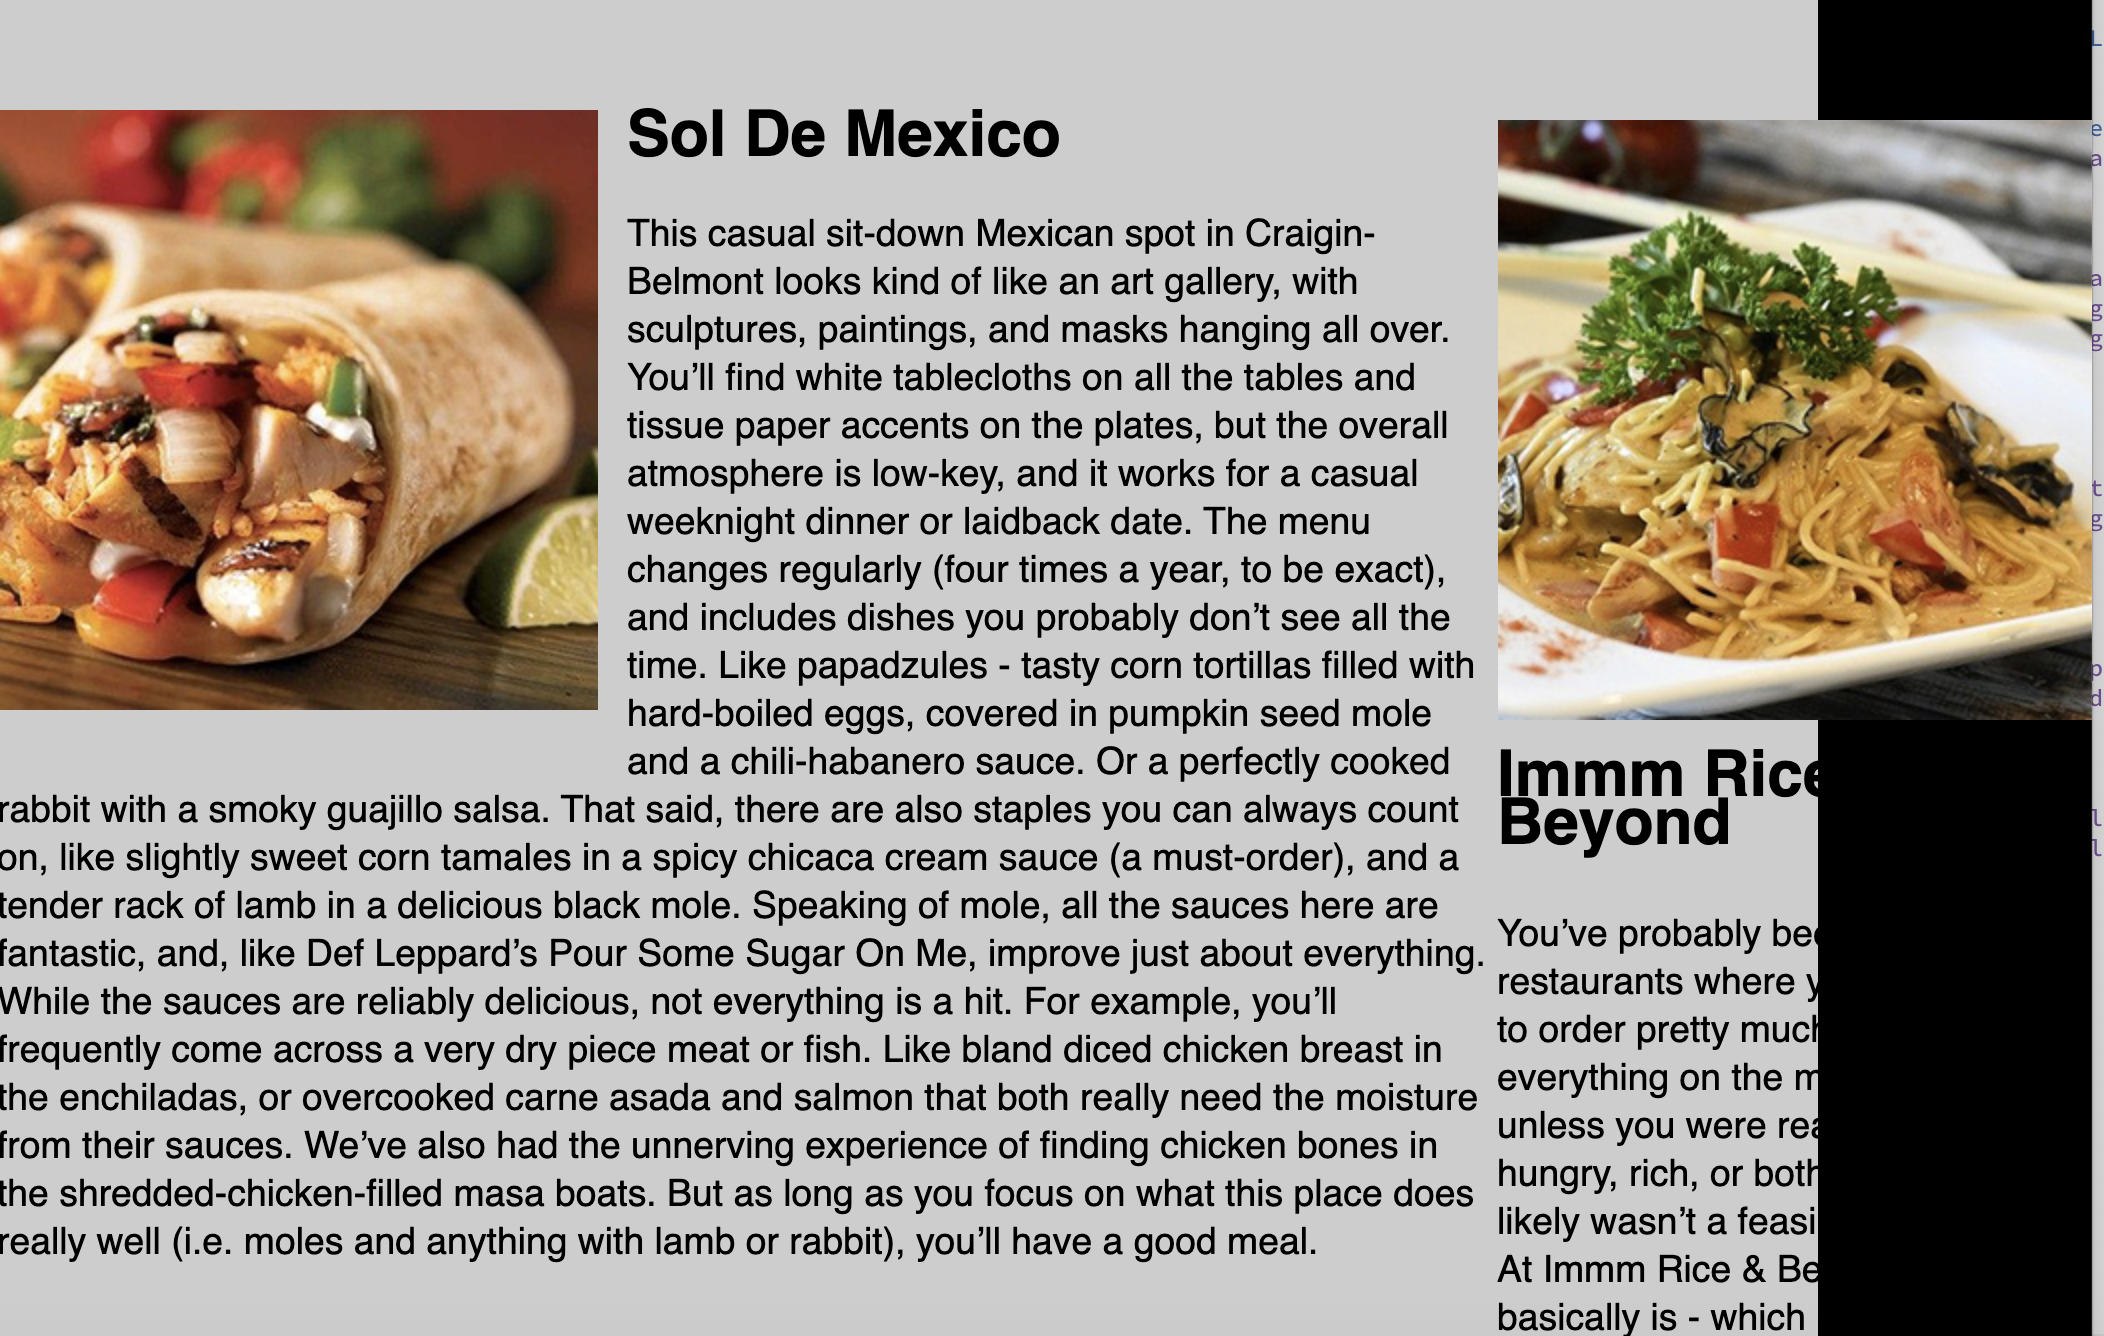 Sol De Mexico
This casual sit-down Mexican spot in Craigin-
Belmont looks kind of like an art gallery, with
sculptures, paintings, and masks hanging all over.
You’ll find white tablecloths on all the tables and
tissue paper accents on the plates, but the overall
atmosphere is low-key, and it works for a casual
weeknight dinner or laidback date. The menu
changes regularly (four times a year, to be exact),
and includes dishes you probably don’t see all the
time. Like papadzules - tasty corn tortillas filled with
hard-boiled eggs, covered in pumpkin seed mole
and a chili-habanero sauce. Or a perfectly cooked
rabbit with a smoky guajillo salsa. That said, there are also staples you can always count
on, like slightly sweet corn tamales in a spicy chicaca cream sauce (a must-order), and a
tender rack of lamb in a delicious black mole. Speaking of mole, all the sauces here are
fantastic, and, like Def Leppard’s Pour Some Sugar On Me, improve just about everything.
While the sauces are reliably delicious, not everything is a hit. For example, you’ll
frequently come across a very dry piece meat or fish. Like bland diced chicken breast in
the enchiladas, or overcooked carne asada and salmon that both really need the moisture
from their sauces. We’ve also had the unnerving experience of finding chicken bones in
the shredded-chicken-filled masa boats. But as long as you focus on what this place does
really well (i.e. moles and anything with lamb or rabbit), you’ll have a good meal.
Immm Rice
Beyond
You’ve probably
restaurants where
to order pretty much
everything on the
unless you were
hungry, rich, or both
likely wasn’t a
At Immm Rice &
basically is - which